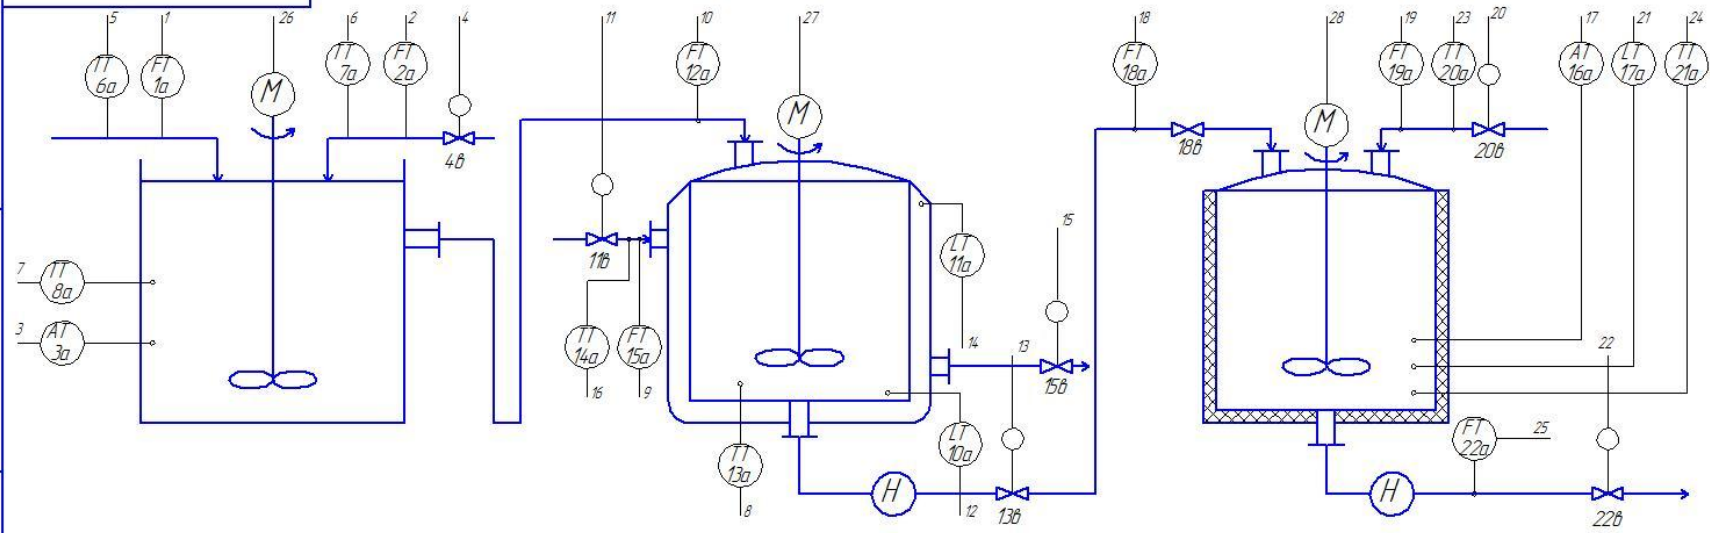 5 1 26 6 2 4 11 10 27 18 28 19 23 20 17 21 24
TT 6а
FT 1а
M
TT 7а
FT 2а
4в
FT 12а
M
FT 18а
18в
M
FT 19а
TT 20а
20в
AT 16а
LT 17а
TT 21а
7
TT 8а
3
AT 3а
11в
TT 14а
16
FT 15а
9
LT 11а
14
13
15
15в
TT 13а
8
LT 10а
12
H
13в
H
FT 22а
25
22
22в